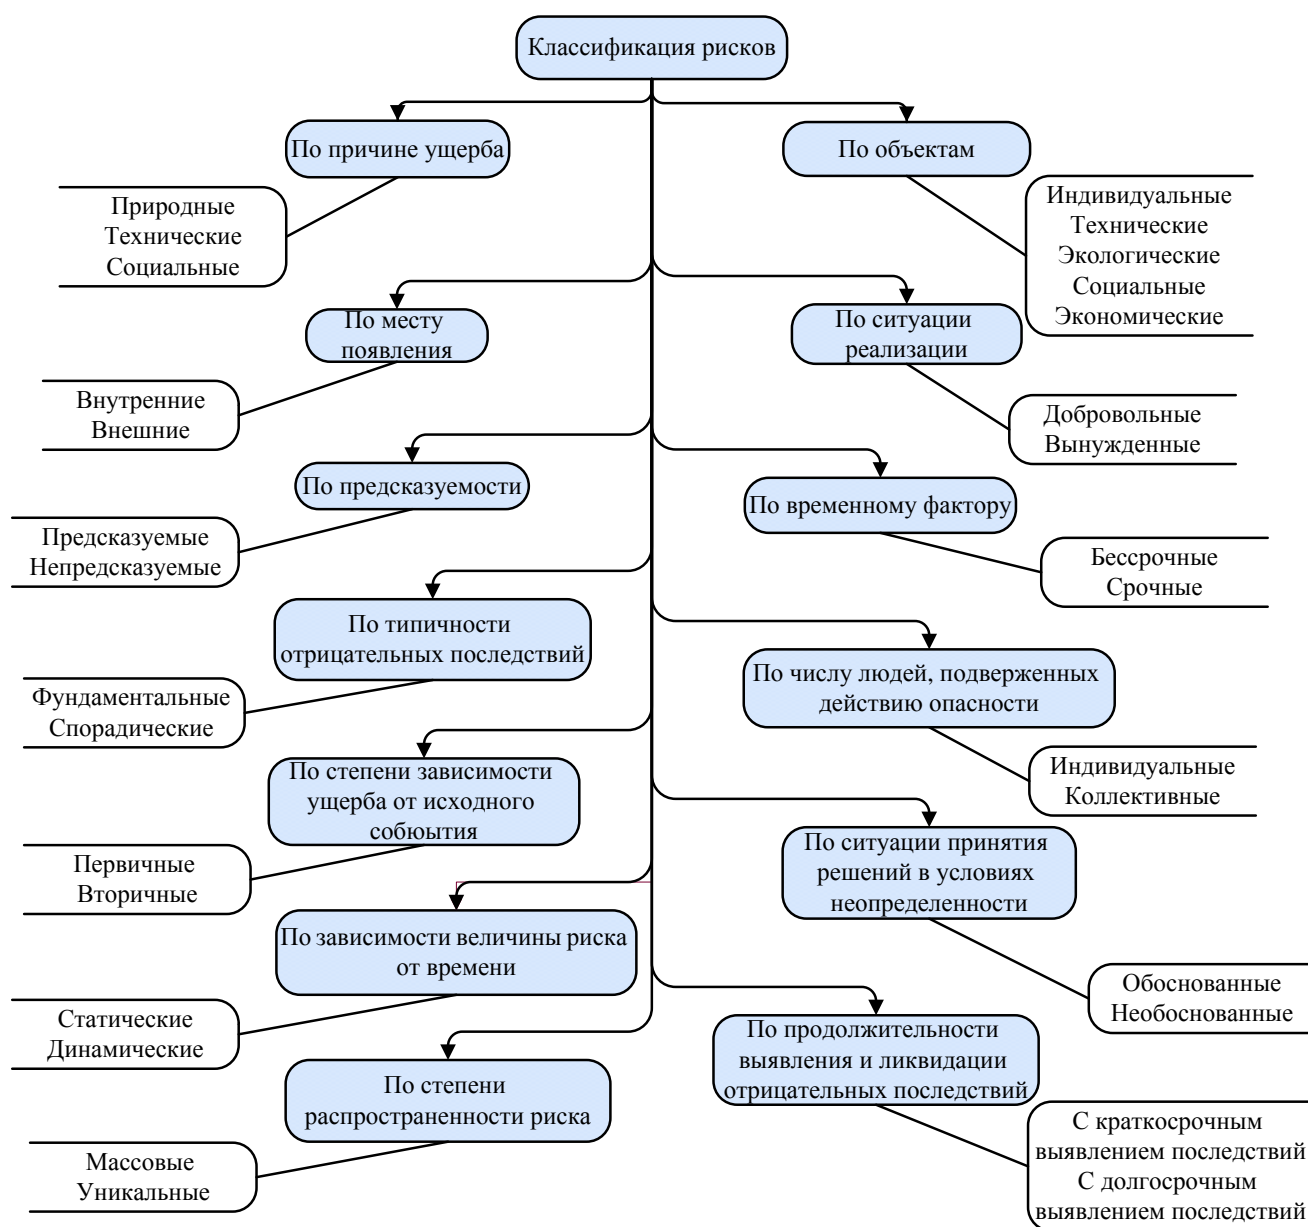 Классификация рисков
По причине ущерба
Природные
Технические
Социальные
По месту
появления
Внутренние
Внешние
По предсказуемости
Предсказуемые
Непредсказуемые
По типичности
отрицательных последствий
Фундаментальные
Спорадические
По степени зависимости
ущерба от исходного
собюытия
Первичные
Вторичные
По зависимости величины риска
от времени
Статические
Динамические
По степени
распространенности риска
Массовые
Уникальные
По объектам
Индивидуальные
Технические
Экологические
Социальные
Экономические
По ситуации
реализации
Добровольные
Вынужденные
По временному фактору
Бессрочные
Срочные
По числу людей, подверженных
действию опасности
Индивидуальные
Коллективные
По ситуации принятия
решений в условиях
неопределенности
Обоснованные
Необоснованные
По продолжительности
выявления и ликвидации
отрицательных последствий
С краткосрочным
выявлением последствий
С долгосрочным
выявлением последствий